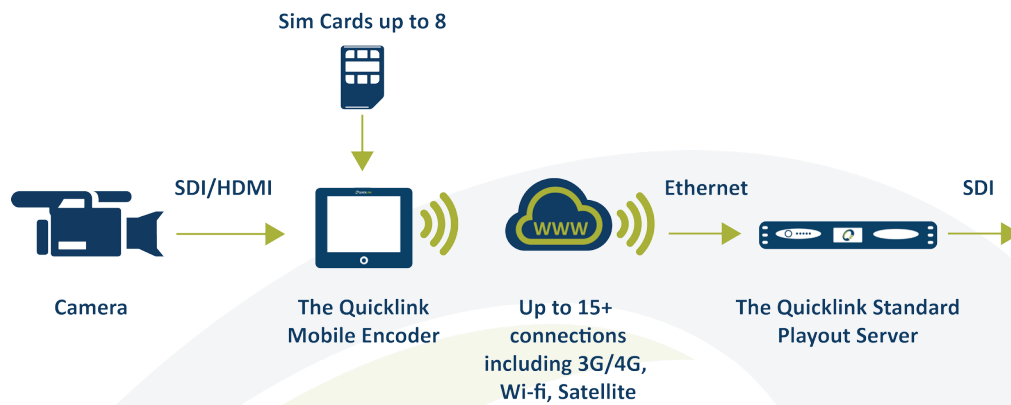 Sim Cards up to 8
SDI/HDMI
Ethernet
SDI
WWW
Camera
The Quicklink
Mobile Encoder
Up to 15+
connections
including 3G/4G,
Wi-fi, Satellite
The Quicklink Standard
Playout Server